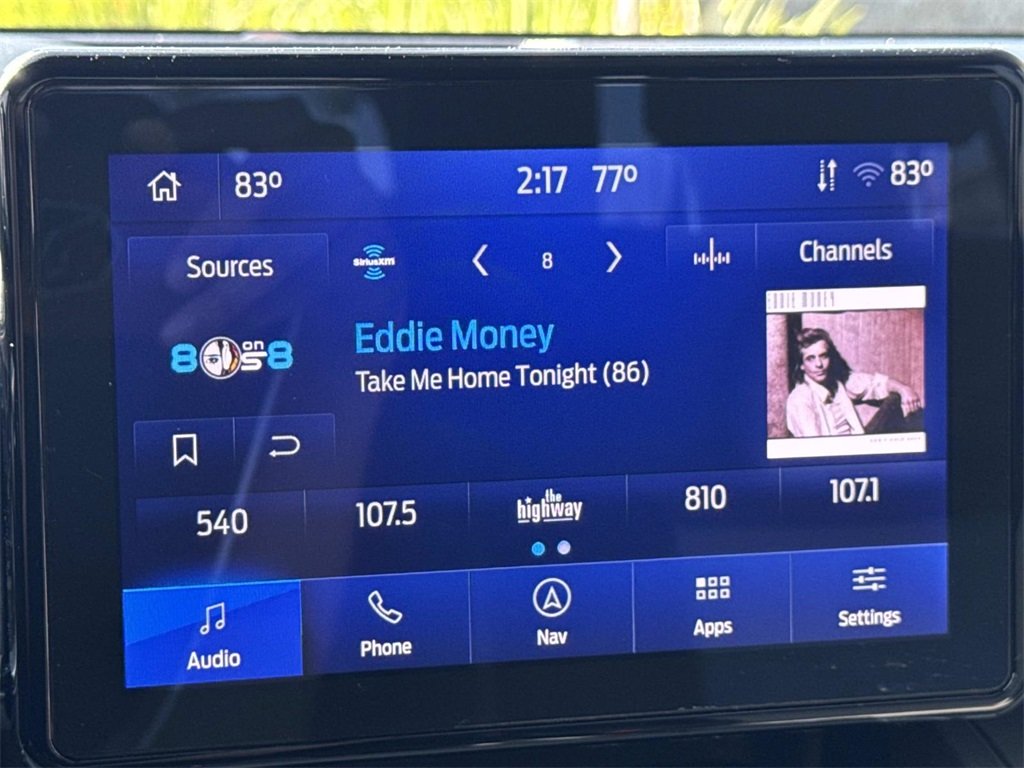 83°
2:17 77°
83°
Sources
SiriusXM
8
Channels
EDDIE MONEY
80s on 8
Eddie Money
Take Me Home Tonight (86)
540
107.5
the highway
810
107.1
Audio
Phone
Nav
Apps
Settings